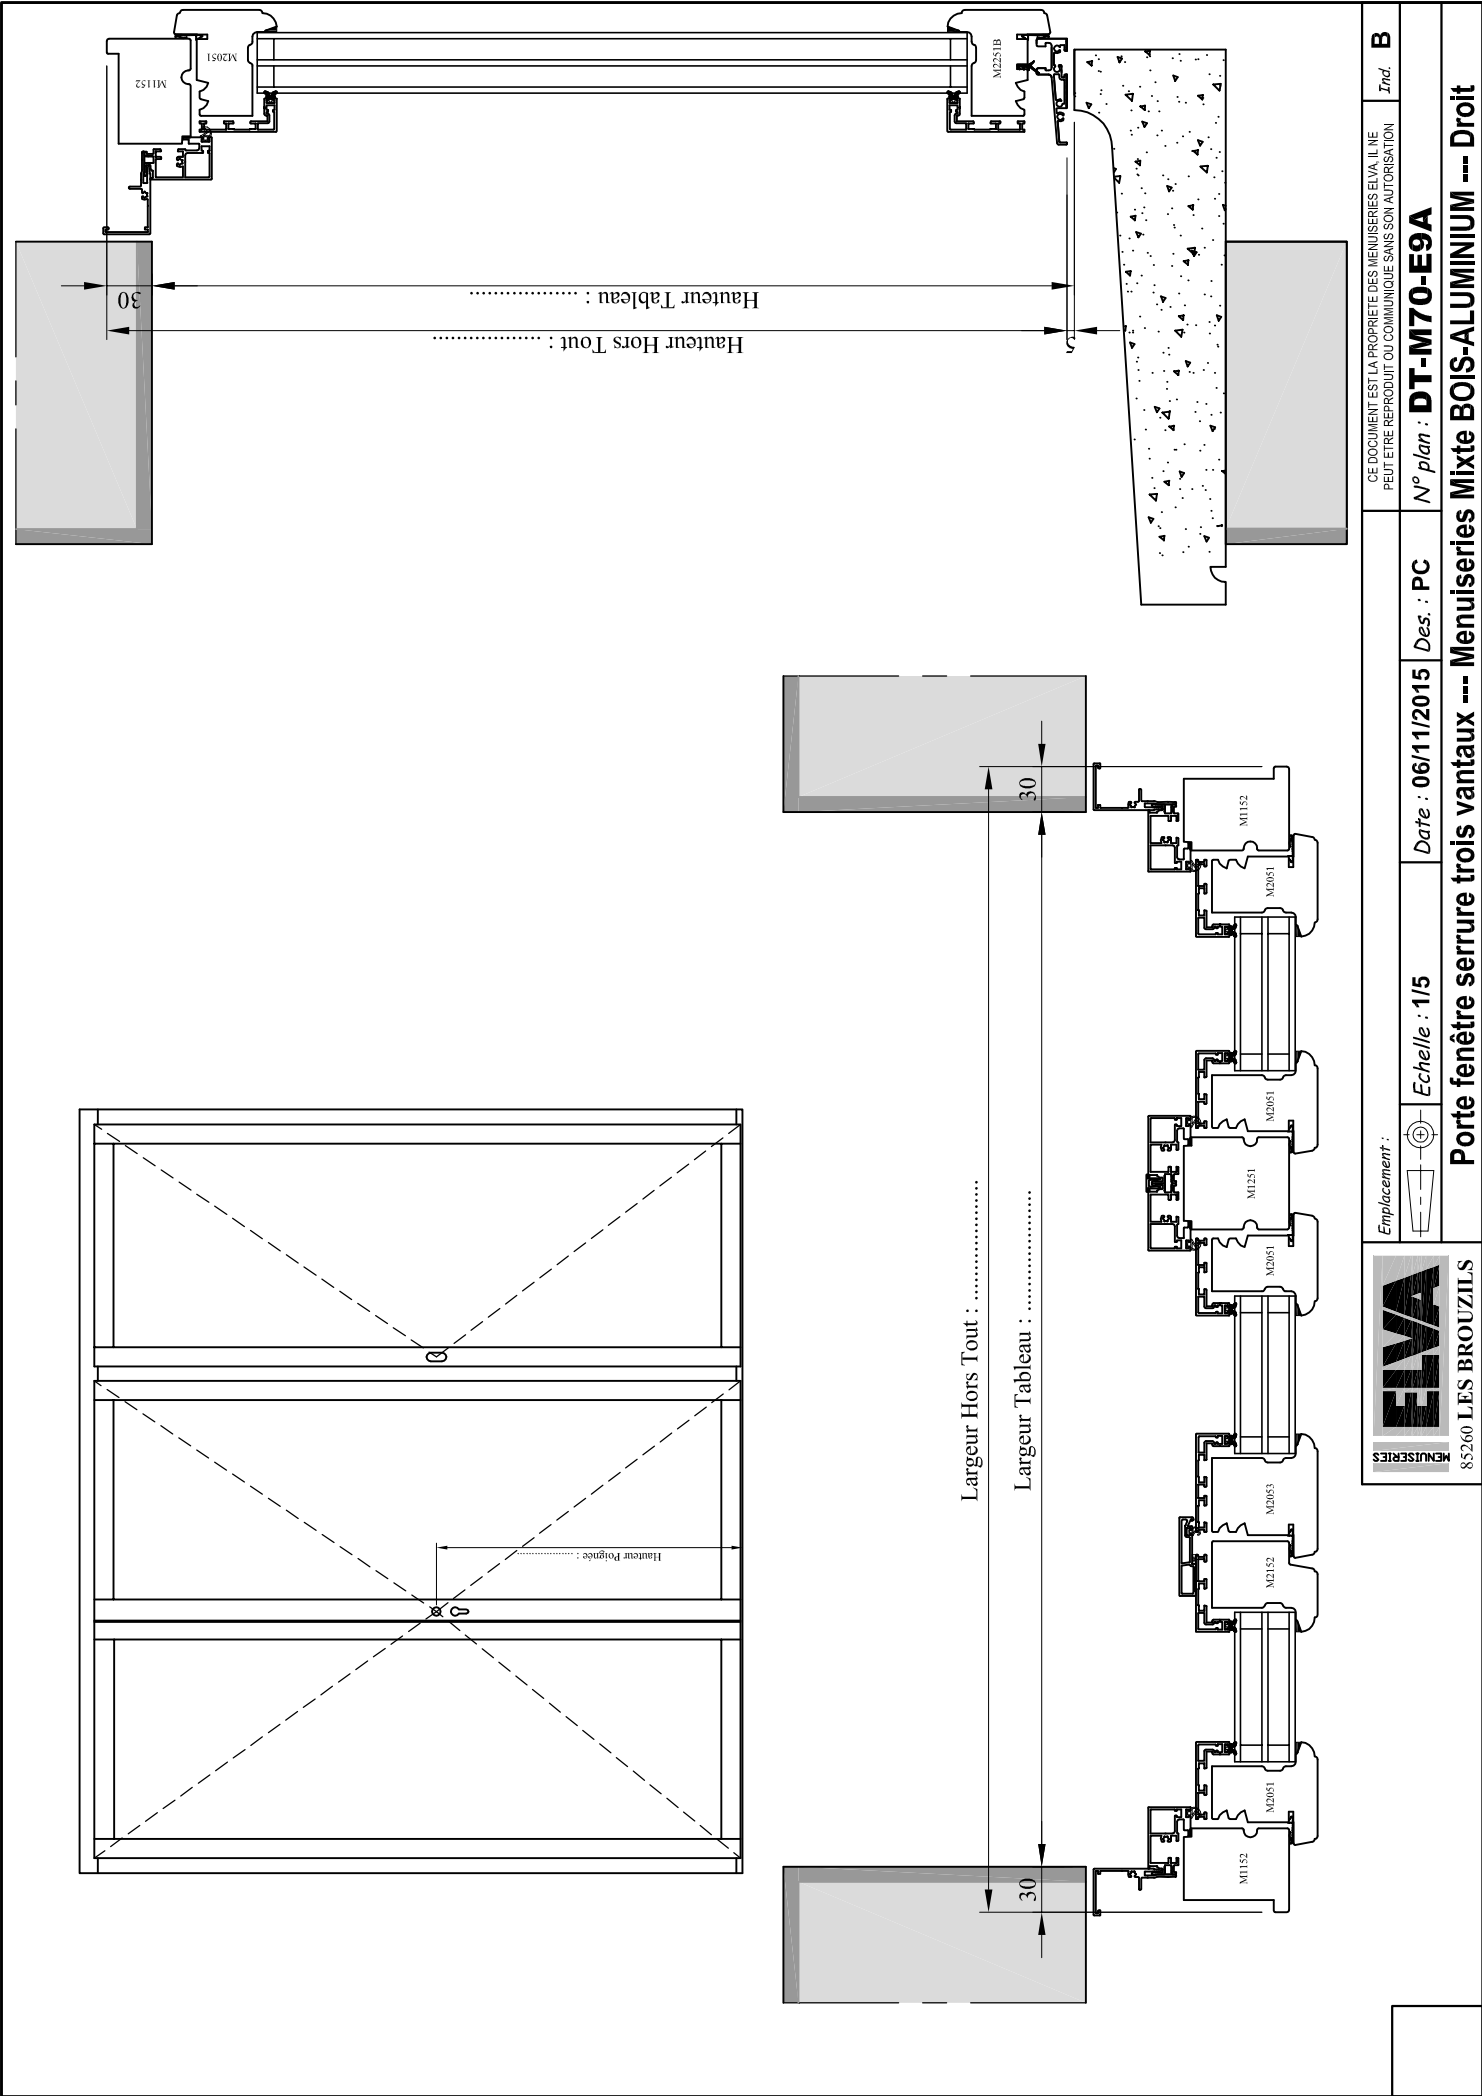 M1152
M2051
M2251B
30
Hauteur Tableau : ..................
Hauteur Hors Tout : ..................
5
Hauteur Poignée : ..................
Largeur Hors Tout : ..................
Largeur Tableau : ..................
30
30
M1152
M2051
M2152
M2053
M2051
M1251
M2051
M2051
M1152
MENUISERIES
ELVA
85260 LES BROUZILS
Emplacement :
CE DOCUMENT EST LA PROPRIETE DES MENUISERIES ELVA, IL NE
PEUT ETRE REPRODUIT OU COMMUNIQUE SANS SON AUTORISATION
Ind. B
Echelle : 1/5
Date : 06/11/2015
Des. : PC
N° plan : DT-M70-E9A
Porte fenêtre serrure trois vantaux --- Menuiseries Mixte BOIS-ALUMINIUM --- Droit